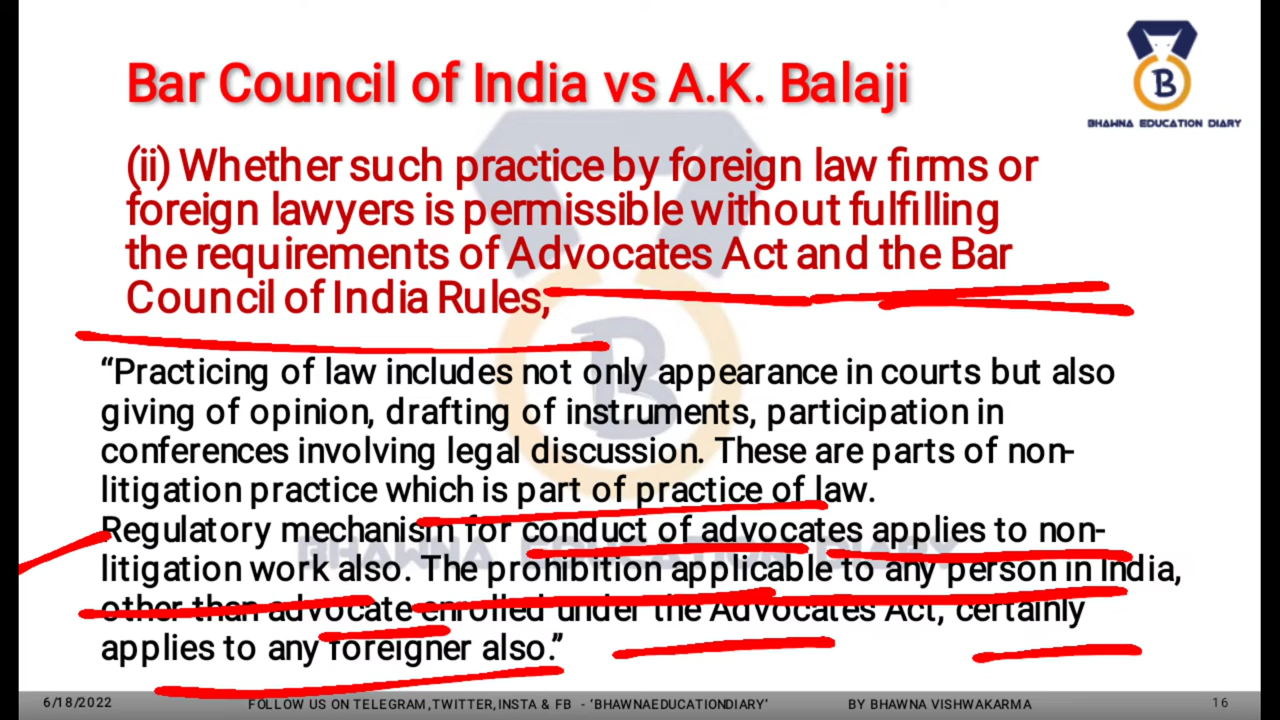 Bar Council of India vs A.K. Balaji
B
BHAWNA EDUCATION DIARY
(ii) Whether such practice by foreign law firms or
foreign lawyers is permissible without fulfilling
the requirements of Advocates Act and the Bar
Council of India Rules;
“Practicing of law includes not only appearance in courts but also
giving of opinion, drafting of instruments, participation in
conferences involving legal discussion. These are parts of non-
litigation practice which is part of practice of law.
Regulatory mechanism for conduct of advocates applies to non-
litigation work also. The prohibition applicable to any person in India,
other than advocate enrolled under the Advocates Act, certainly
applies to any foreigner also.”
B
BHAWNA EDUCATION DIARY
6/18/2022
FOLLOW US ON TELEGRAM,TWITTER,INSTA & FB - ‘BHAWNAEDUCATIONDIARY’
BY BHAWNA VISHWAKARMA
16